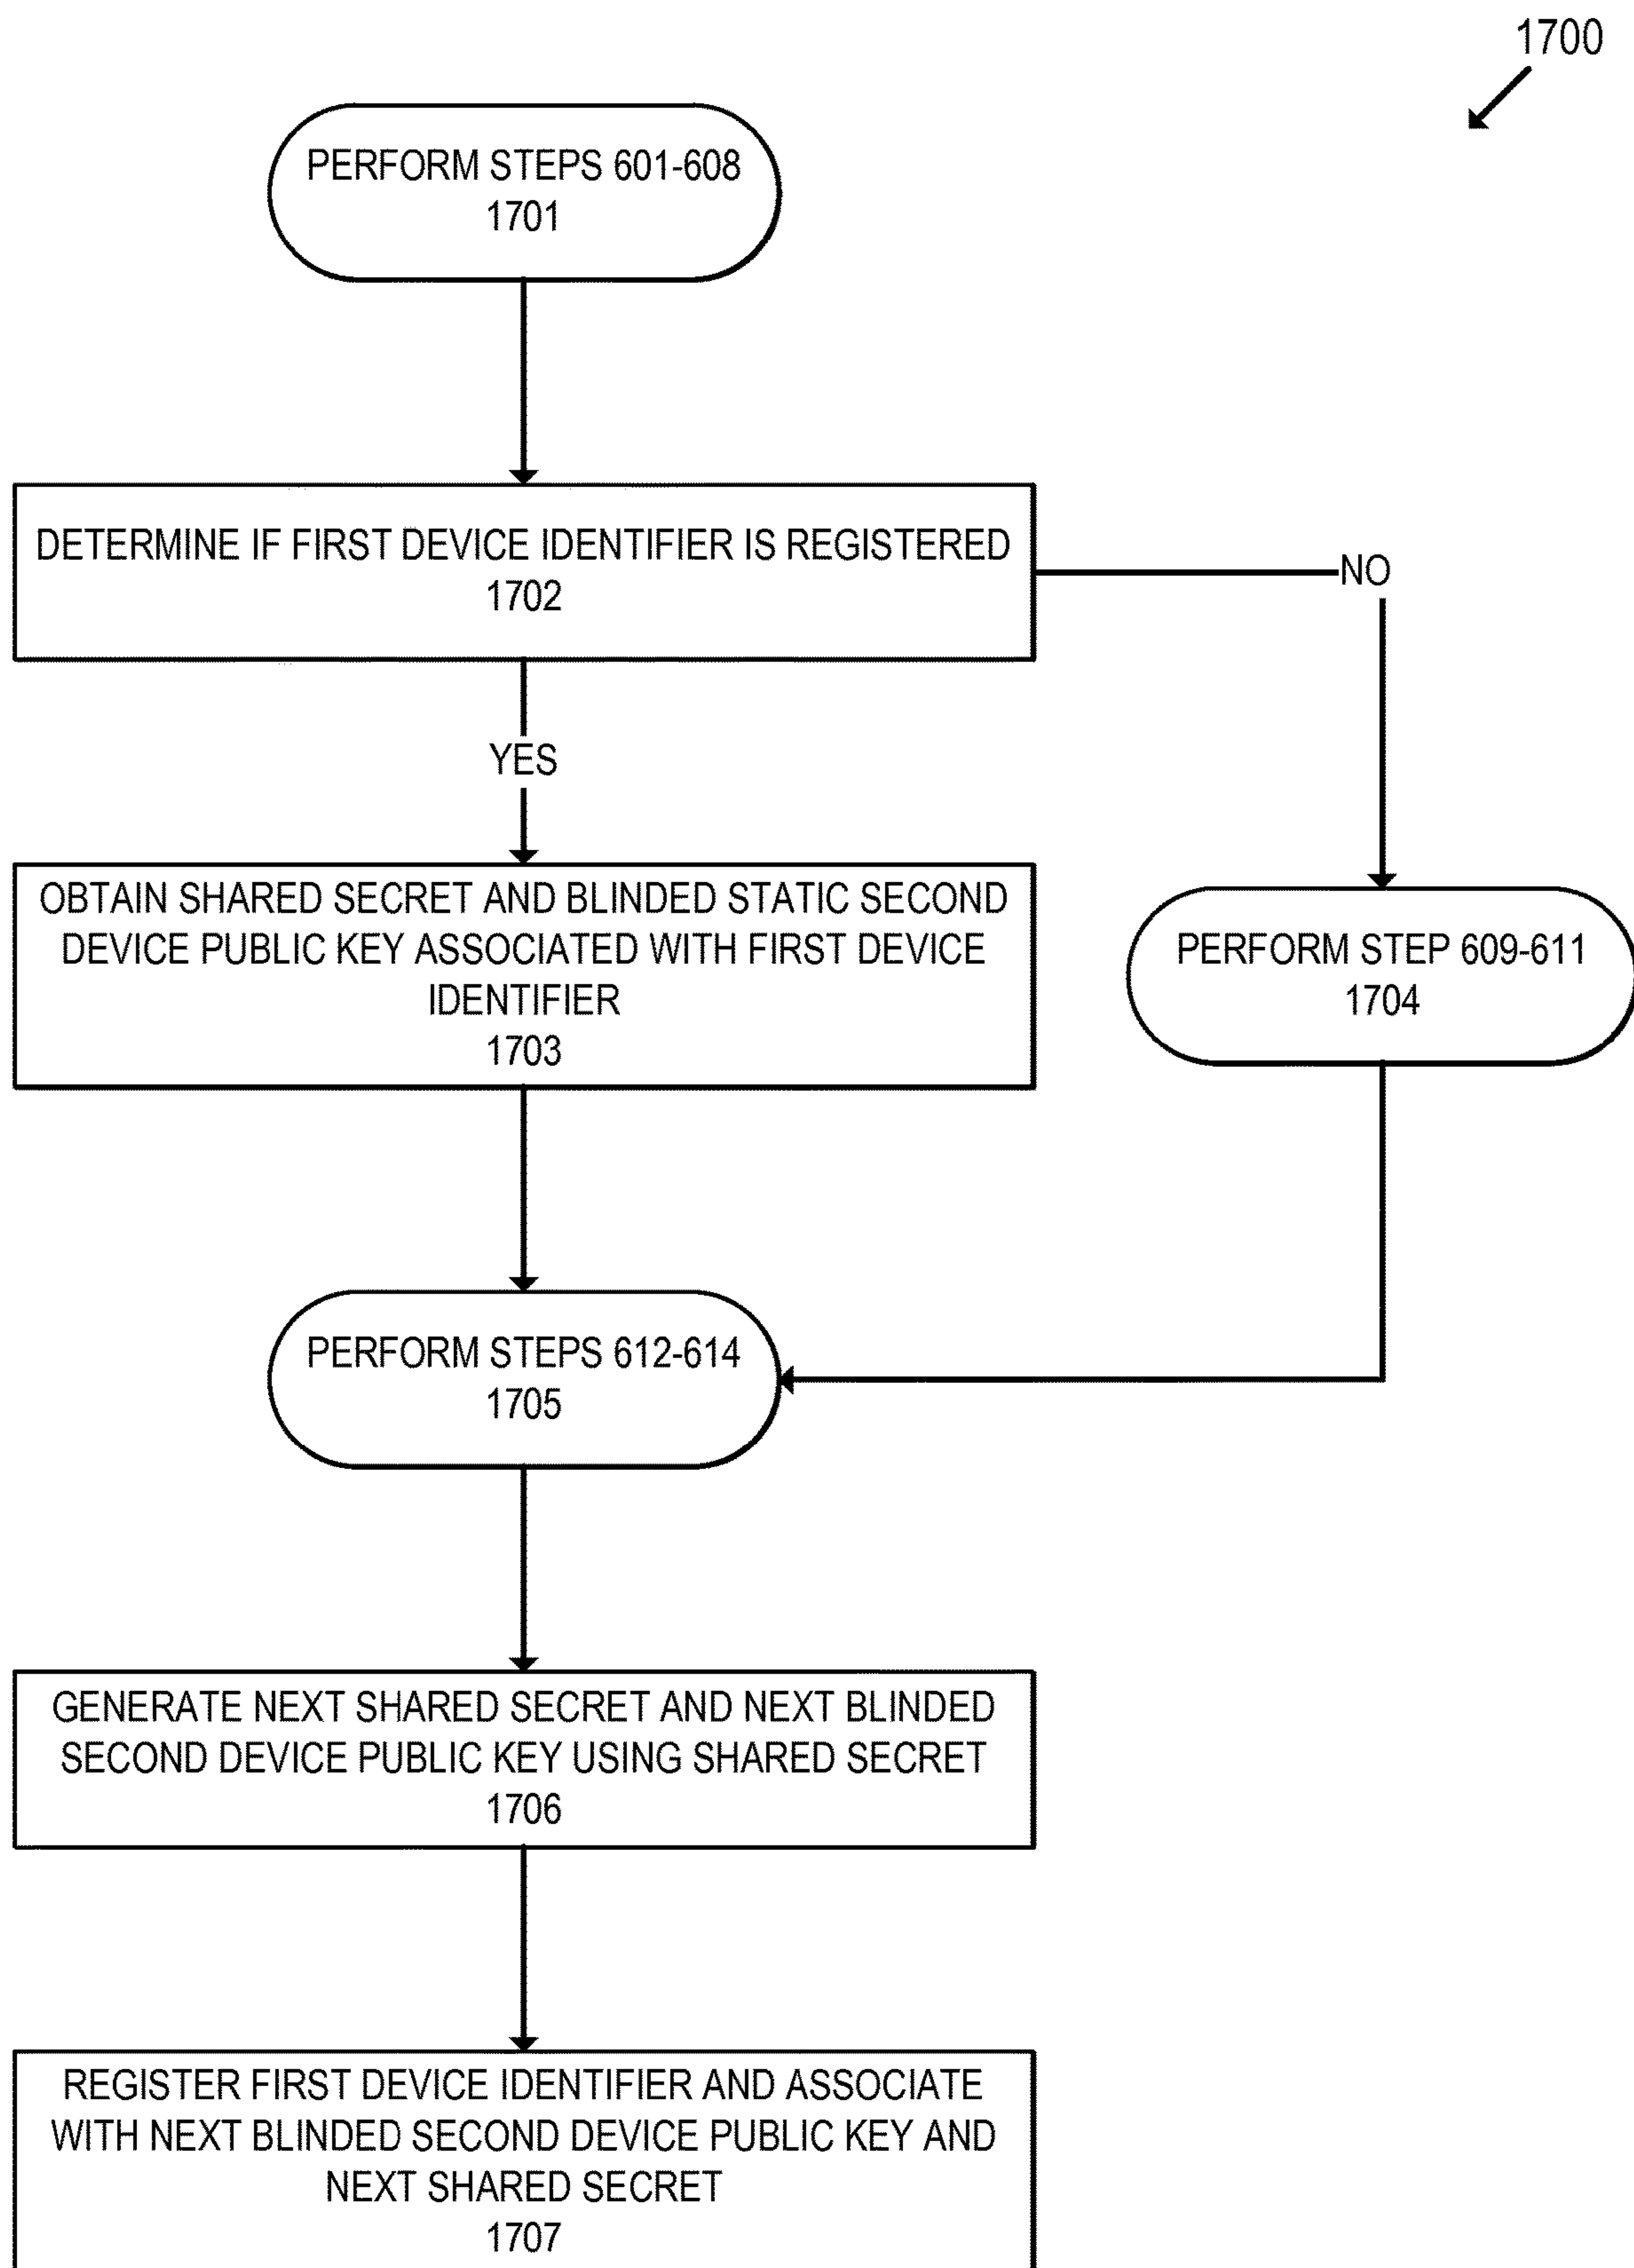 1700
PERFORM STEPS 601-608
1701
DETERMINE IF FIRST DEVICE IDENTIFIER IS REGISTERED
1702
NO
YES
OBTAIN SHARED SECRET AND BLINDED STATIC SECOND
DEVICE PUBLIC KEY ASSOCIATED WITH FIRST DEVICE
IDENTIFIER
1703
PERFORM STEP 609-611
1704
PERFORM STEPS 612-614
1705
GENERATE NEXT SHARED SECRET AND NEXT BLINDED
SECOND DEVICE PUBLIC KEY USING SHARED SECRET
1706
REGISTER FIRST DEVICE IDENTIFIER AND ASSOCIATE
WITH NEXT BLINDED SECOND DEVICE PUBLIC KEY AND
NEXT SHARED SECRET
1707